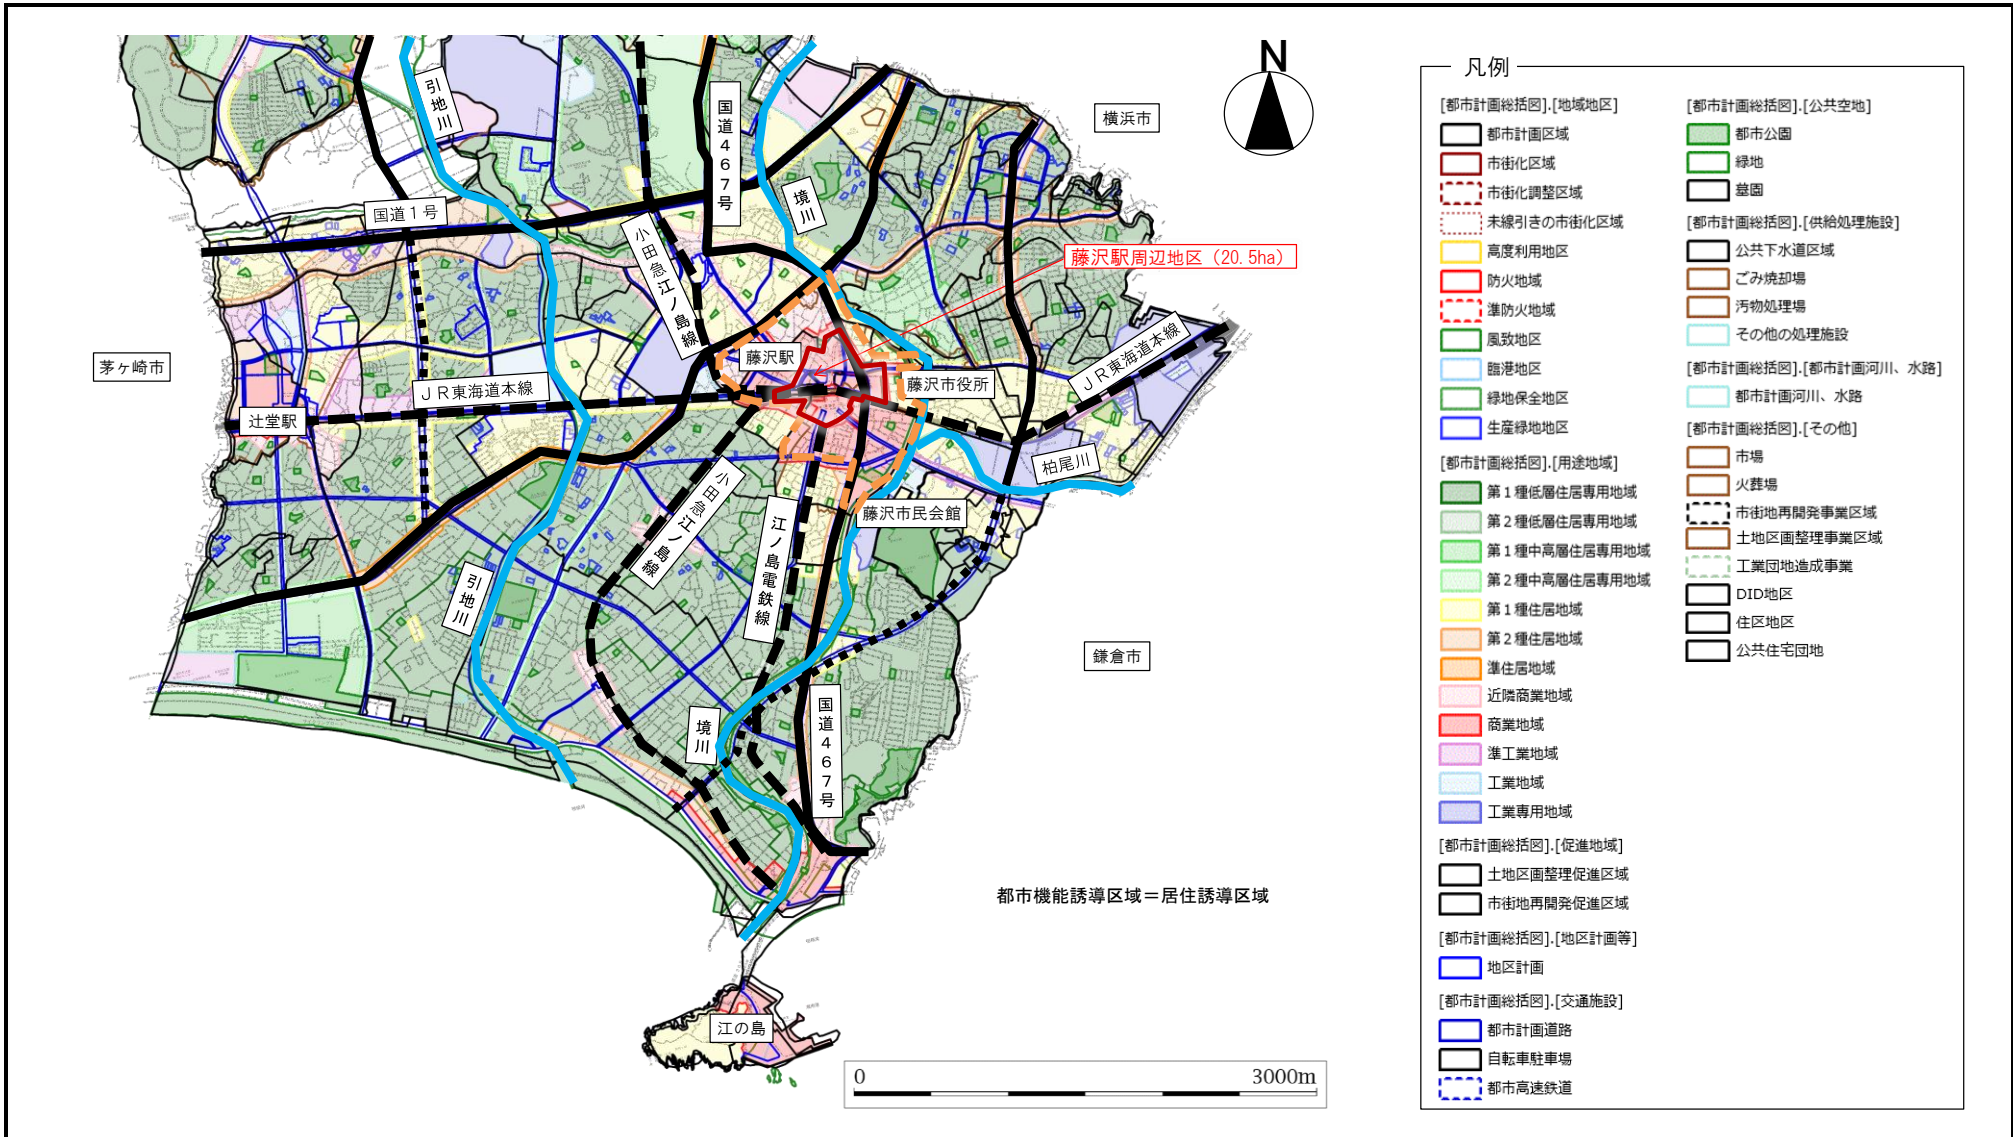 N
横浜市
引地川
国道467号
境川
国道1号
小田急江ノ島線
藤沢駅周辺地区（20.5ha）
茅ヶ崎市
藤沢駅
JR東海道本線
藤沢市役所
JR東海道本線
辻堂駅
柏尾川
小田急江ノ島線
江ノ島電鉄線
藤沢市民会館
引地川
鎌倉市
境川
国道467号
都市機能誘導区域＝居住誘導区域
江の島
0 3000m
凡例
[都市計画総括図].[地域地区]
都市計画区域
市街化区域
市街化調整区域
未線引きの市街化区域
高度利用地区
防火地域
準防火地域
風致地区
臨港地区
緑地保全地区
生産緑地地区
[都市計画総括図].[用途地域]
第1種低層住居専用地域
第2種低層住居専用地域
第1種中高層住居専用地域
第2種中高層住居専用地域
第1種住居地域
第2種住居地域
準住居地域
近隣商業地域
商業地域
準工業地域
工業地域
工業専用地域
[都市計画総括図].[促進地域]
土地区画整理促進区域
市街地再開発促進区域
[都市計画総括図].[地区計画等]
地区計画
[都市計画総括図].[交通施設]
都市計画道路
自転車駐車場
都市高速鉄道
[都市計画総括図].[公共空地]
都市公園
緑地
墓園
[都市計画総括図].[供給処理施設]
公共下水道区域
ごみ焼却場
汚物処理場
その他の処理施設
[都市計画総括図].[都市計画河川、水路]
都市計画河川、水路
[都市計画総括図].[その他]
市場
火葬場
市街地再開発事業区域
土地区画整理事業区域
工業団地造成事業
DID地区
住区地区
公共住宅団地